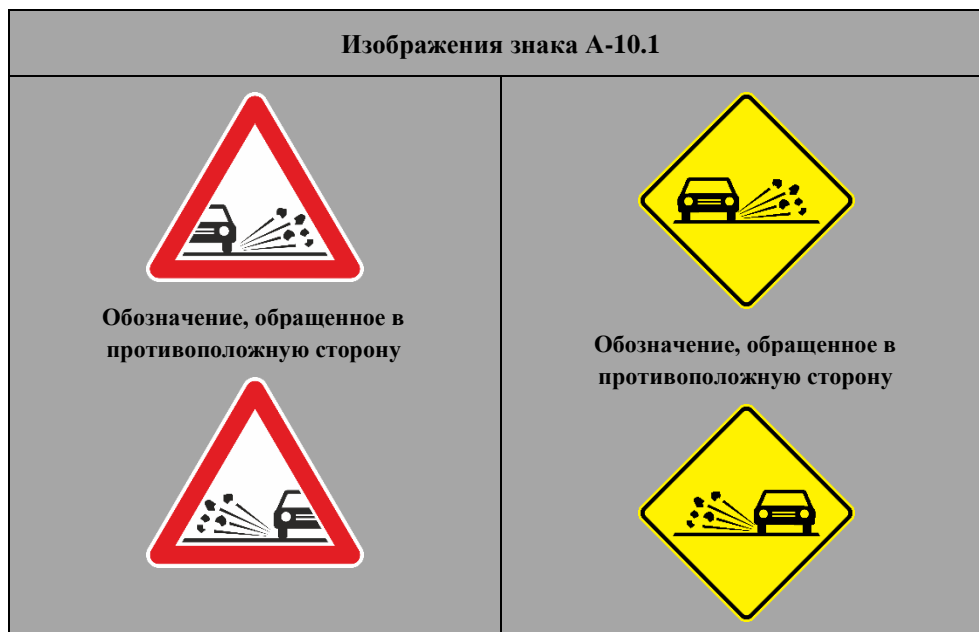 Изображения знака А-10.1
Обозначение, обращенное в
противоположную сторону
Обозначение, обращенное в
противоположную сторону